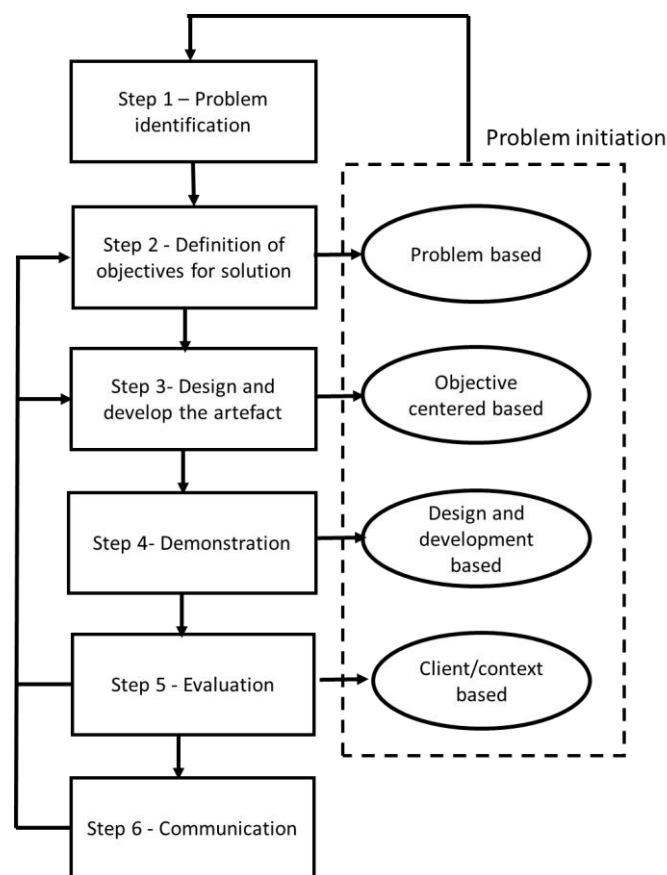 Step 1 – Problem
identification
Problem initiation
Step 2 - Definition of
objectives for solution
Problem based
Step 3- Design and
develop the artefact
Objective
centered based
Step 4- Demonstration
Design and
development
based
Step 5 - Evaluation
Client/context
based
Step 6 - Communication